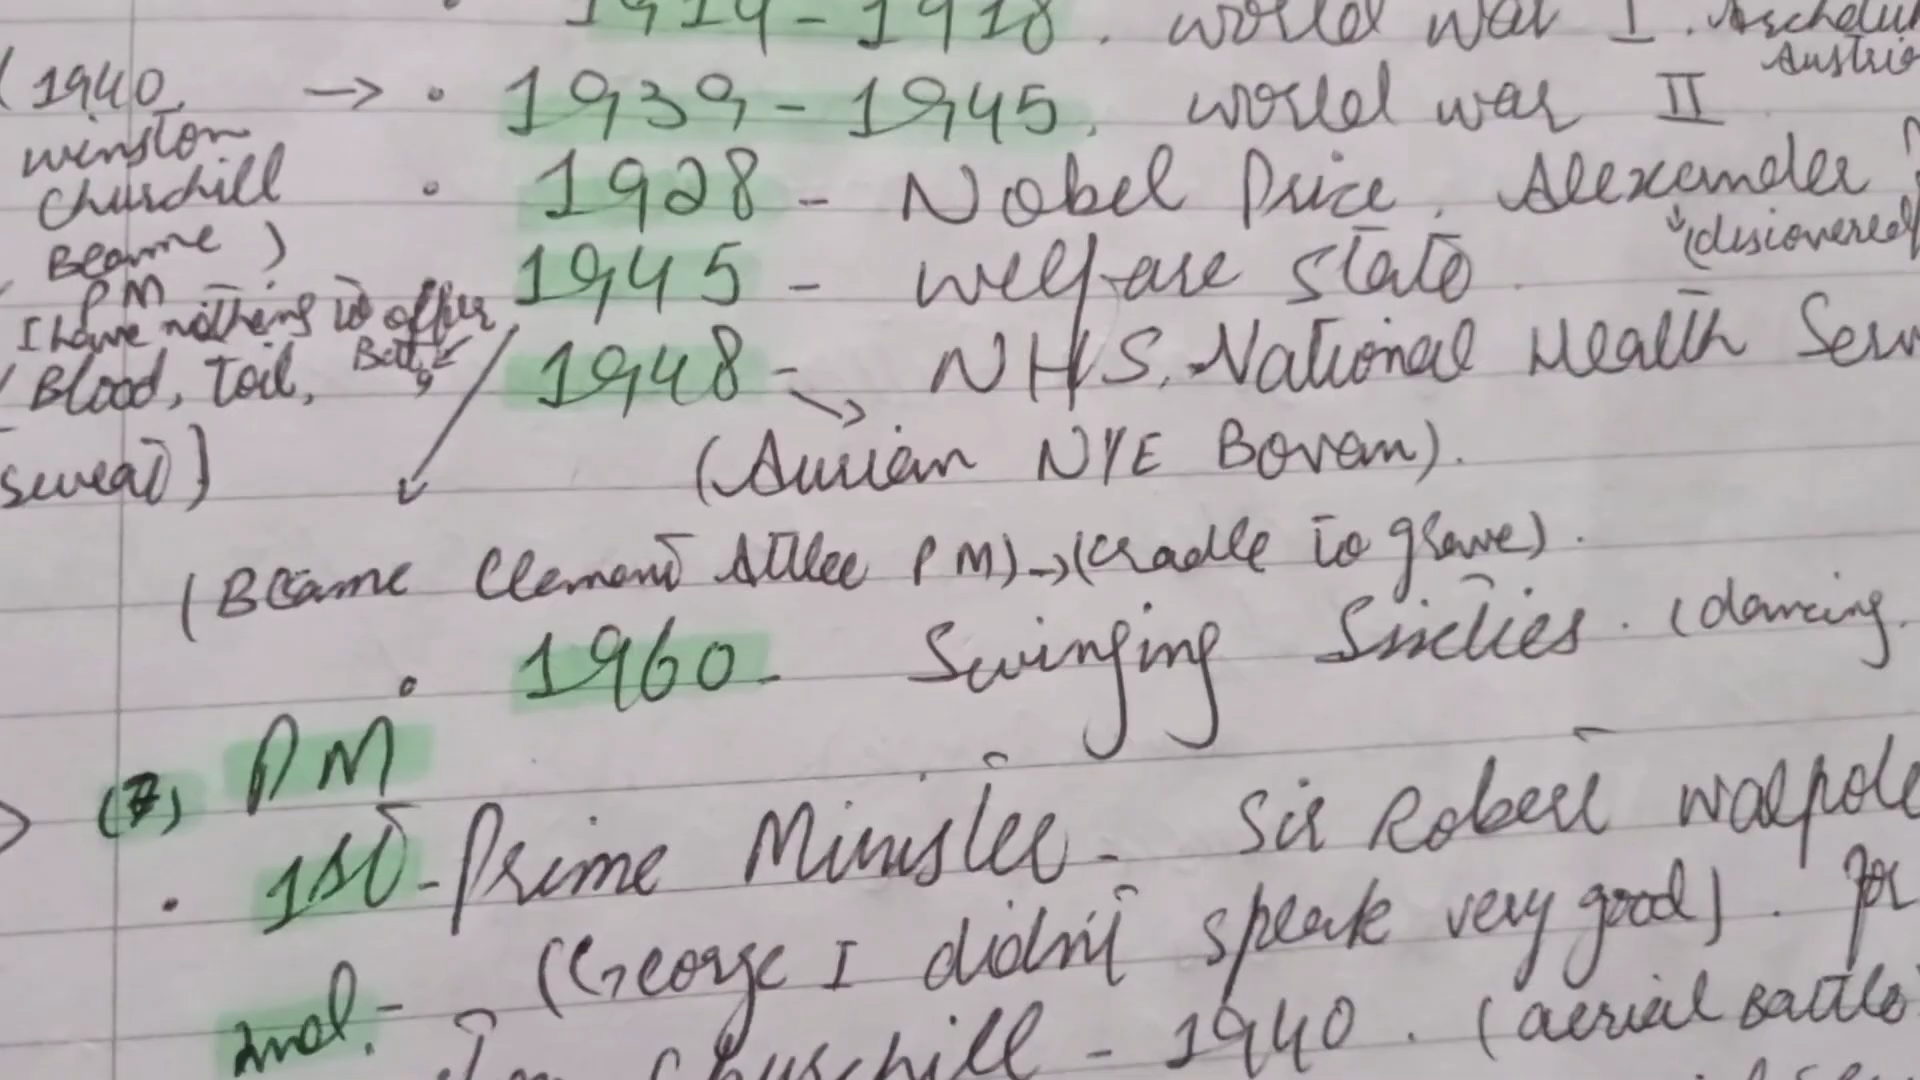 1914-1918. World War I.
Austria
(1940 → • 1939 - 1945. World War II
Winston
Churchill
Became)
PM
• 1928 - Nobel Price. Alexander
(discovered
1945 - Welfare State.
I have nothing to offer
Blood, Toil,
sweat)]
1948 - NHS. National Health Serv
→ (Aurian NYE Bovan).
(Became Clement Attlee PM) → (Cradle to grave).
• 1960 - Swinging Sixties. (dancing.
(7) PM
• 1st - Prime Minister - Sir Robert Walpole
(George I didn't speak very good). for
2nd. -
Churchill - 1940. (aerial Battle